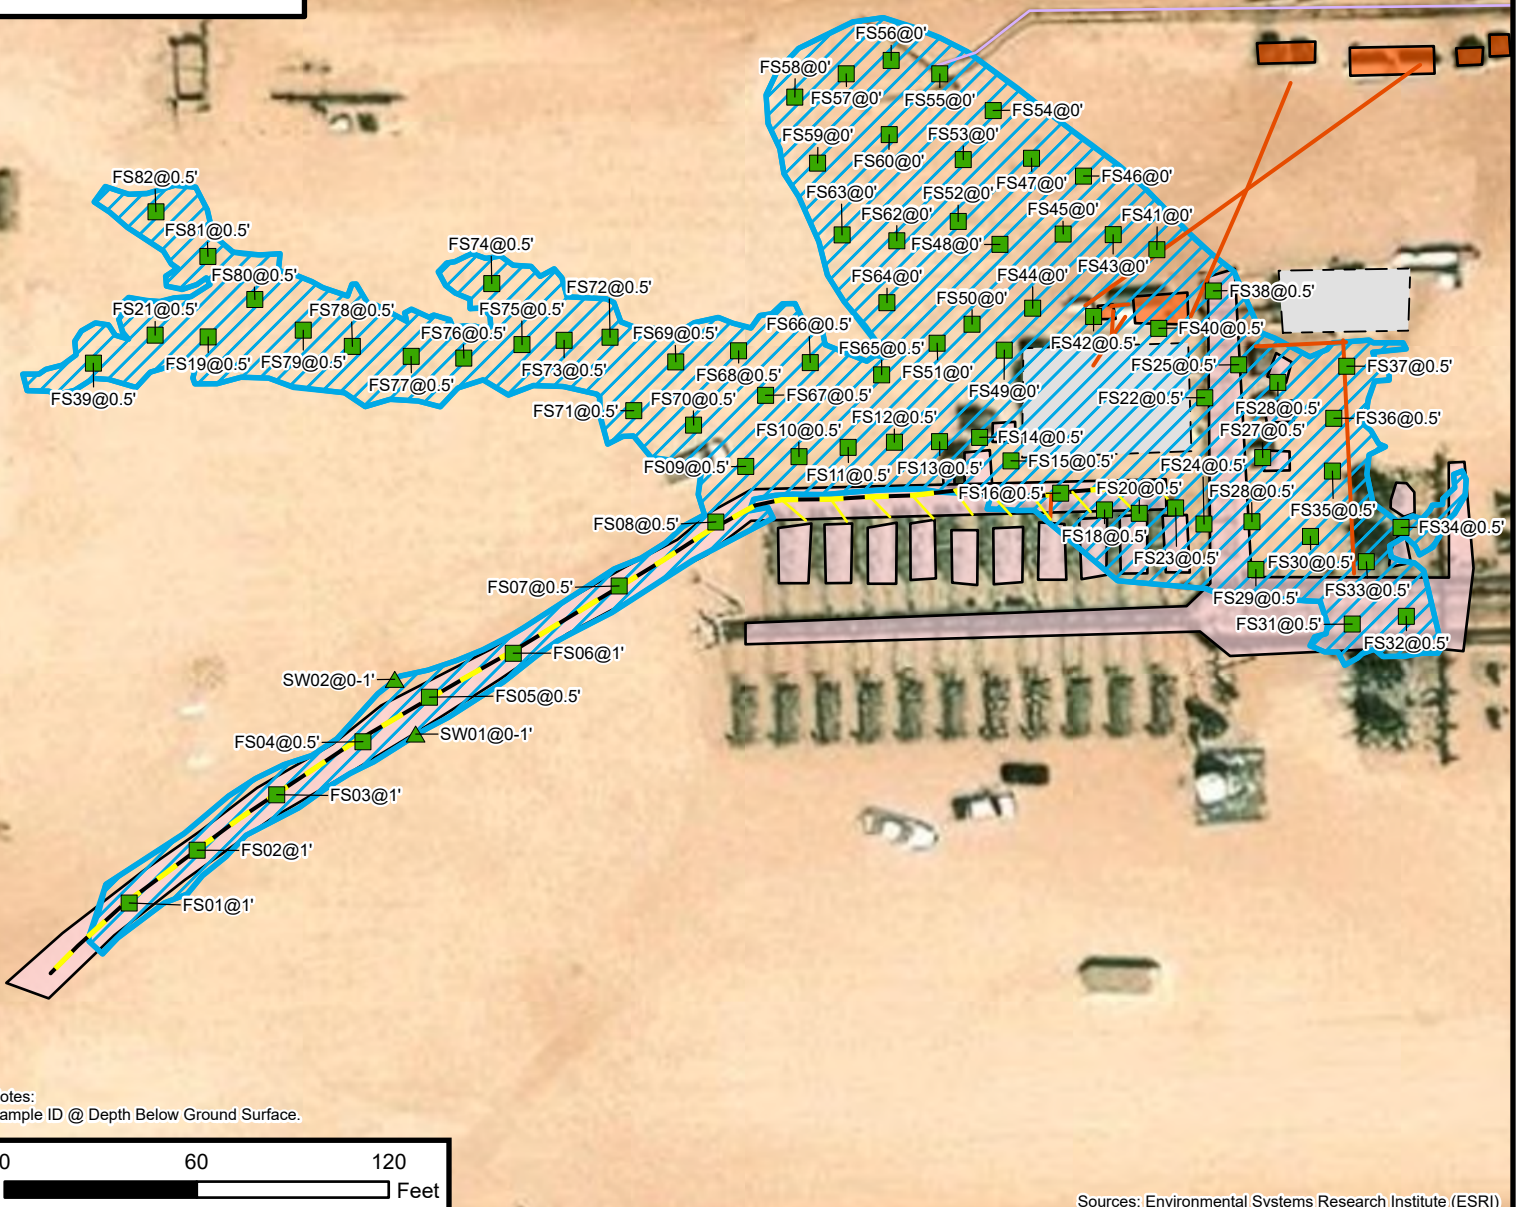 FS56@0'
FS58@0'
FS57@0'
FS55@0'
FS54@0'
FS59@0'
FS60@0'
FS53@0'
FS47@0'
FS46@0'
FS82@0.5'
FS63@0'
FS52@0'
FS62@0'
FS45@0'
FS41@0'
FS81@0.5'
FS74@0.5'
FS48@0'
FS43@0'
FS80@0.5'
FS44@0'
FS72@0.5'
FS38@0.5'
FS64@0'
FS50@0'
FS21@0.5'
FS78@0.5'
FS75@0.5'
FS76@0.5'
FS69@0.5'
FS66@0.5'
FS40@0.5'
FS42@0.5'
FS65@0.5'
FS19@0.5'
FS79@0.5'
FS73@0.5'
FS68@0.5'
FS51@0'
FS25@0.5'
FS37@0.5'
FS77@0.5'
FS49@0'
FS39@0.5'
FS70@0.5'
FS67@0.5'
FS22@0.5'
FS71@0.5'
FS28@0.5'
FS12@0.5'
FS36@0.5'
FS10@0.5'
FS27@0.5'
FS14@0.5'
FS09@0.5'
FS11@0.5'
FS13@0.5'
FS15@0.5'
FS24@0.5'
FS16@0.5'
FS20@0.5'
FS28@0.5'
FS35@0.5'
FS08@0.5'
FS34@0.5'
FS18@0.5'
FS23@0.5'
FS30@0.5'
FS07@0.5'
FS33@0.5'
FS29@0.5'
FS31@0.5'
FS32@0.5'
FS06@1'
SW02@0-1'
FS05@0.5'
SW01@0-1'
FS04@0.5'
FS03@1'
FS02@1'
FS01@1'
otes:
ample ID @ Depth Below Ground Surface.
0 60 120
Feet
Sources: Environmental Systems Research Institute (ESRI)